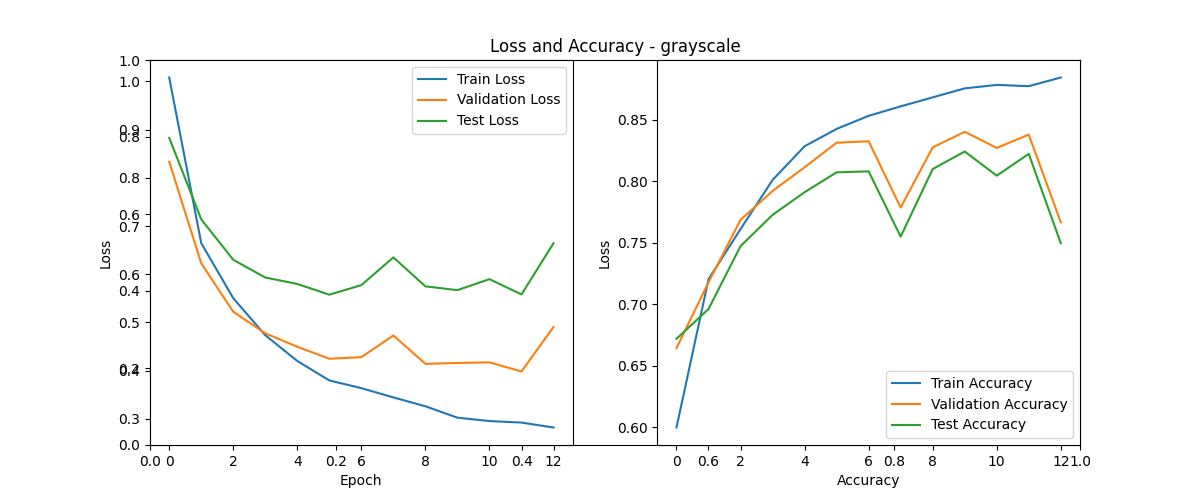 Loss and Accuracy - grayscale
1.0
1.0
0.9
0.8
0.8
0.6
0.7
0.6
0.4
0.5
0.2
0.4
0.3
0.0
Loss
Train Loss
Validation Loss
Test Loss
0.0 0 2 4 0.2 6 8 10 0.4 12
Epoch
0.85
0.80
0.75
0.70
0.65
0.60
Loss
Train Accuracy
Validation Accuracy
Test Accuracy
0 0.6 2 4 6 0.8 8 10 12 1.0
Accuracy